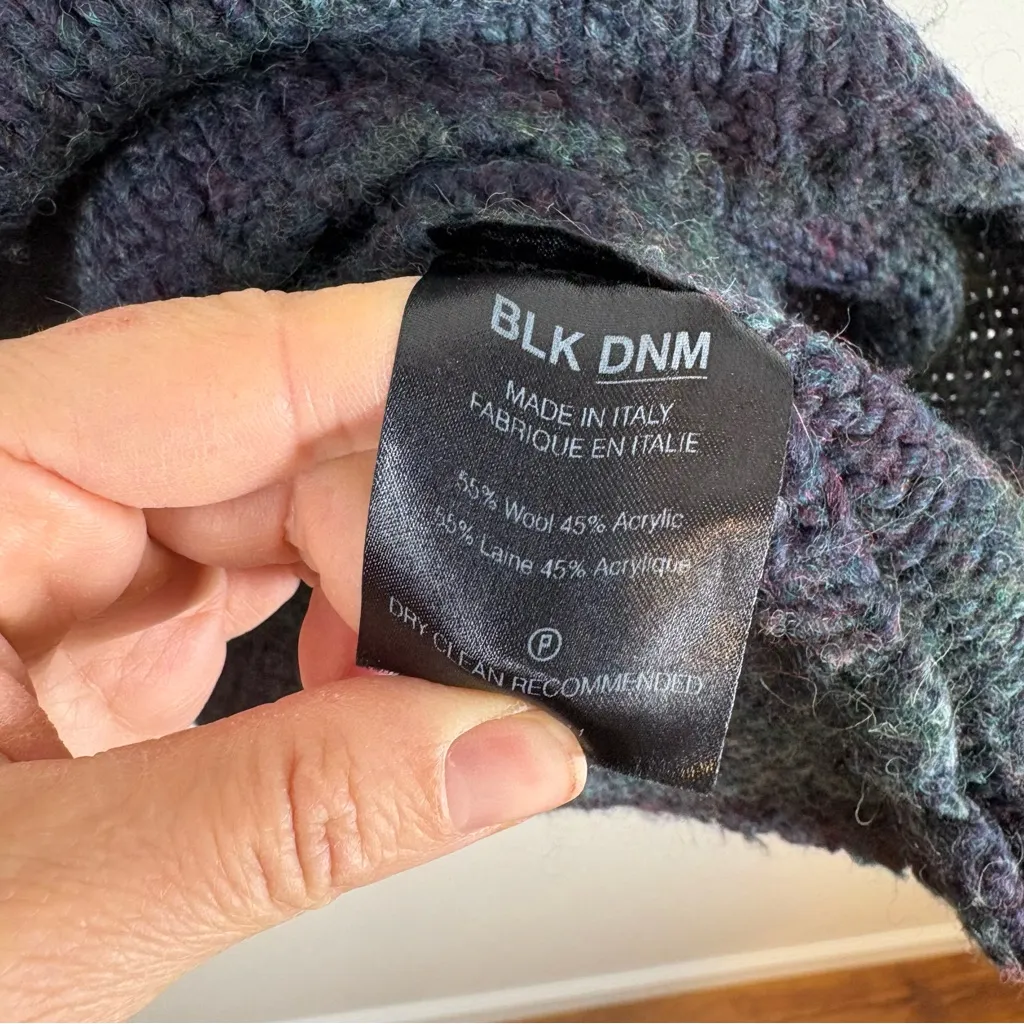 BLK DNM
MADE IN ITALY
FABRIQUE EN ITALIE
55% Wool 45% Acrylic
55% Laine 45% Acrylique
P
DRY CLEAN RECOMMENDED